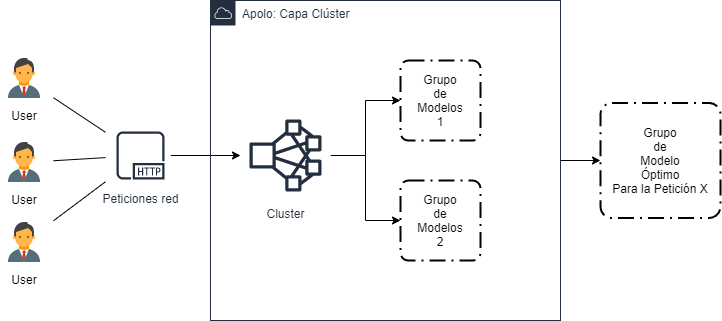 Apolo: Capa Clúster
User
User
User
HTTP
Peticiones red
Cluster
Grupo
de
Modelos
1
Grupo
de
Modelos
2
Grupo
de
Modelo
Óptimo
Para la Petición X